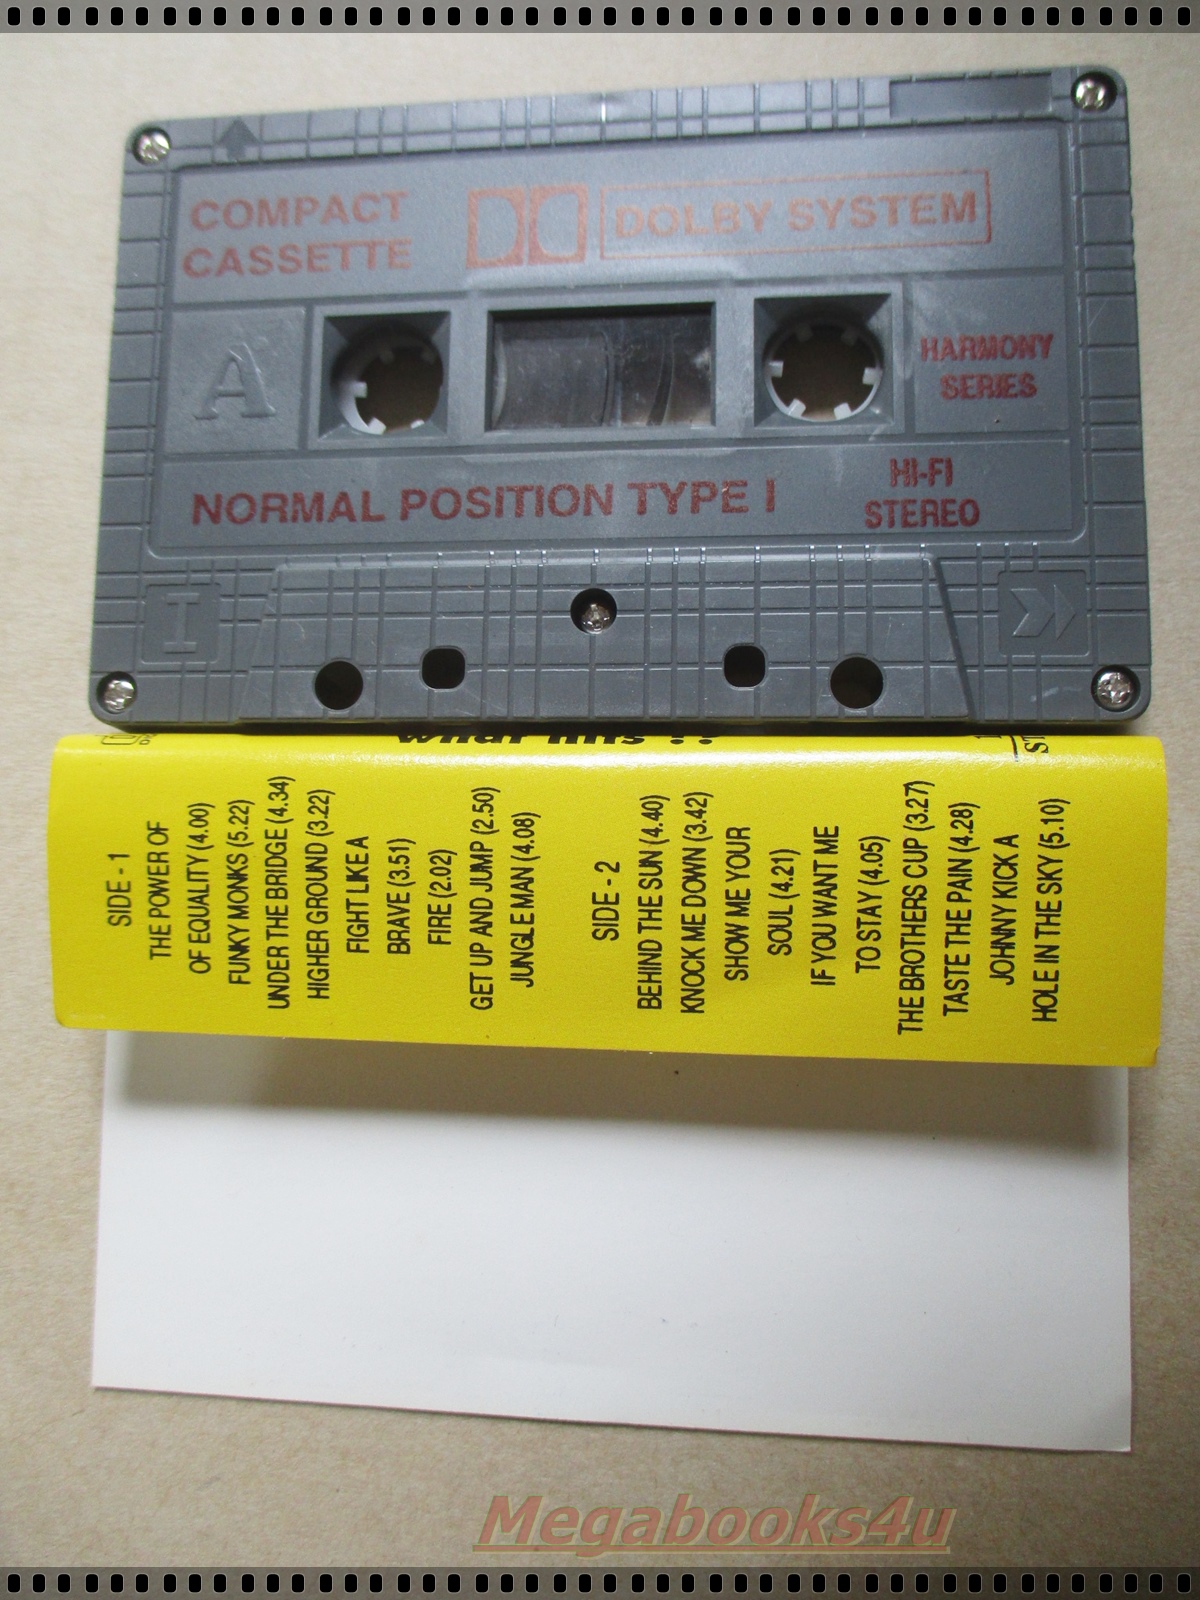 COMPACT
CASSETTE
DOLBY SYSTEM
A
HARMONY
SERIES
NORMAL POSITION TYPE I
HI-FI
STEREO
I
what hits !?
SIDE - 1
THE POWER OF
OF EQUALITY (4.00)
FUNKY MONKS (5.22)
UNDER THE BRIDGE (4.34)
HIGHER GROUND (3.22)
FIGHT LIKE A
BRAVE (3.51)
FIRE (2.02)
GET UP AND JUMP (2.50)
JUNGLE MAN (4.08)
SIDE - 2
BEHIND THE SUN (4.40)
KNOCK ME DOWN (3.42)
SHOW ME YOUR
SOUL (4.21)
IF YOU WANT ME
TO STAY (4.05)
THE BROTHERS CUP (3.27)
TASTE THE PAIN (4.28)
JOHNNY KICK A
HOLE IN THE SKY (5.10)
Megabooks4u